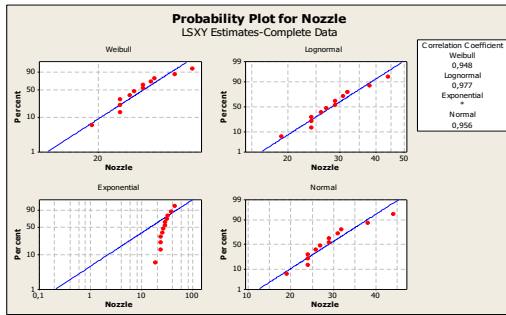 Probability Plot for Nozzle
LSXY Estimates-Complete Data
Weibull
Lognormal
Percent
90
50
10
1
20
Nozzle
Percent
99
90
50
10
1
20
30
40
50
Nozzle
Exponential
Normal
Percent
90
50
10
1
0,1
1
10
100
Nozzle
Percent
99
90
50
10
1
10
20
30
40
Nozzle
Correlation Coefficient
Weibull
0,948
Lognormal
0,977
Exponential
*
Normal
0,956